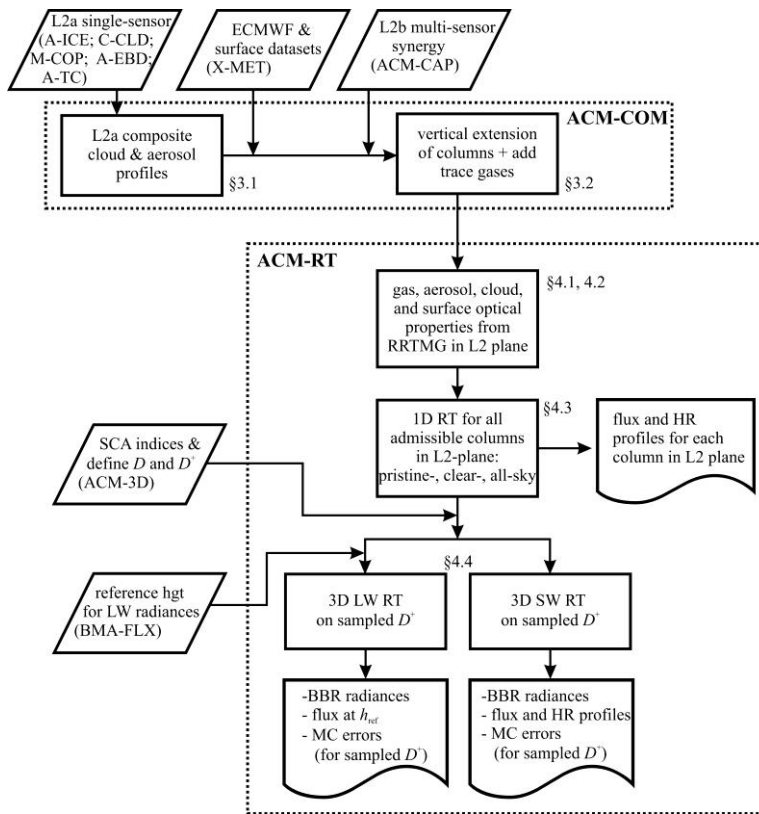 L2a single-sensor
(A-ICE; C-CLD;
M-COP; A-EBD;
A-TC)
ECMWF &
surface datasets
(X-MET)
L2b multi-sensor
synergy
(ACM-CAP)
ACM-COM
L2a composite
cloud & aerosol
profiles
§3.1
vertical extension
of columns + add
trace gases
§3.2
ACM-RT
gas, aerosol, cloud,
and surface optical
properties from
RRTMG in L2 plane
§4.1, 4.2
1D RT for all
admissible columns
in L2-plane:
pristine-, clear-, all-sky
§4.3
flux and HR
profiles for each
column in L2 plane
SCA indices &
define D and D⁺
(ACM-3D)
reference hgt
for LW radiances
(BMA-FLX)
§4.4
3D LW RT
on sampled D⁺
3D SW RT
on sampled D⁺
-BBR radiances
- flux at h_ref
- MC errors
(for sampled D⁺)
-BBR radiances
- flux and HR profiles
- MC errors
(for sampled D⁺)